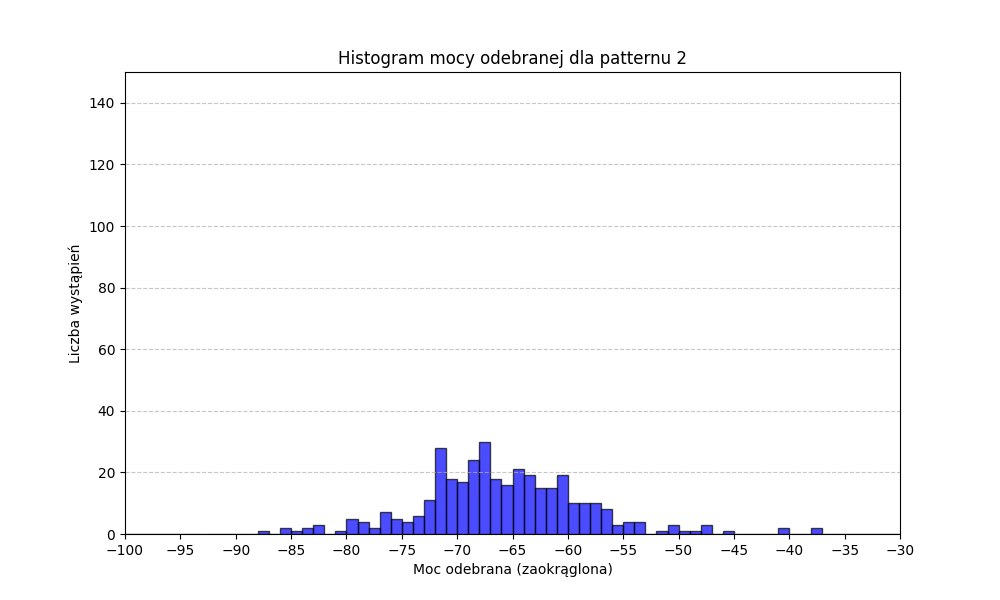 Histogram mocy odebranej dla patternu 2
140
120
100
80
60
40
20
0
Liczba wystąpień
−100 −95 −90 −85 −80 −75 −70 −65 −60 −55 −50 −45 −40 −35 −30
Moc odebrana (zaokrąglona)